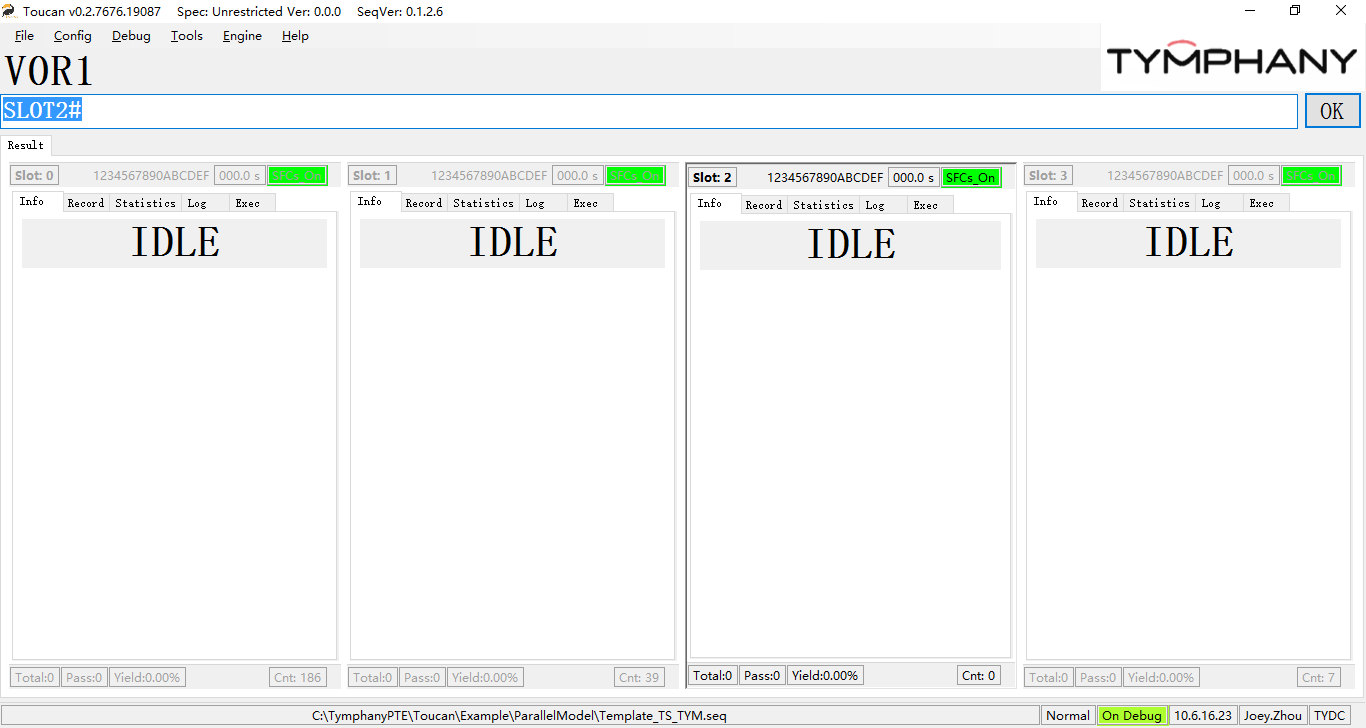 Toucan v0.2.7676.19087 Spec: Unrestricted Ver: 0.0.0 SeqVer: 0.1.2.6
File Config Debug Tools Engine Help
TYMPHANY
VOR1
SLOT2#
OK
Result
Slot: 0 1234567890ABCDEF 000.0 s SFCs_On
Info Record Statistics Log Exec
IDLE
Total:0 Pass:0 Yield:0.00% Cnt: 186
Slot: 1 1234567890ABCDEF 000.0 s SFCs_On
Info Record Statistics Log Exec
IDLE
Total:0 Pass:0 Yield:0.00% Cnt: 39
Slot: 2 1234567890ABCDEF 000.0 s SFCs_On
Info Record Statistics Log Exec
IDLE
Total:0 Pass:0 Yield:0.00% Cnt: 0
Slot: 3 1234567890ABCDEF 000.0 s SFCs_On
Info Record Statistics Log Exec
IDLE
Total:0 Pass:0 Yield:0.00% Cnt: 7
C:\TymphanyPTE\Toucan\Example\ParallelModel\Template_TS_TYM.seq Normal On Debug 10.6.16.23 Joey.Zhou TYDC